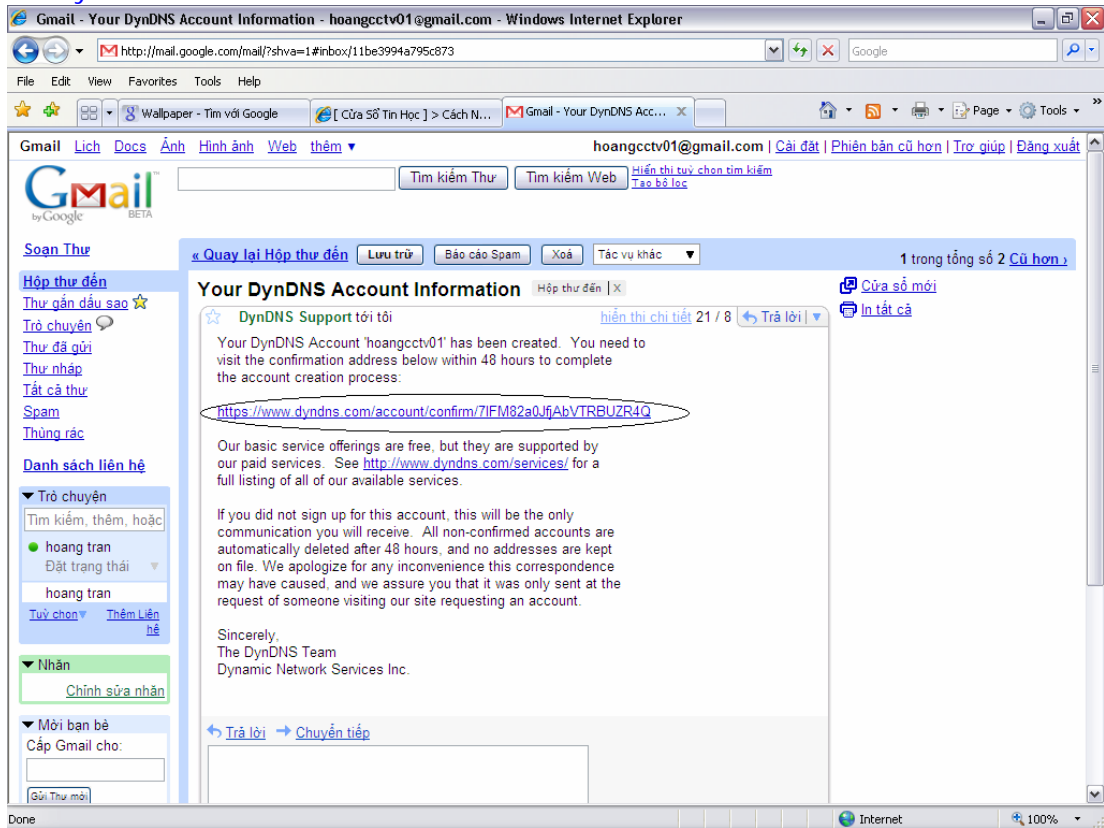 Gmail - Your DynDNS Account Information - hoangcctv01@gmail.com - Windows Internet Explorer
http://mail.google.com/mail/?shva=1#inbox/11be3994a795c873
Google
File Edit View Favorites Tools Help
Wallpaper - Tìm với Google
[ Cửa Sổ Tin Học ] > Cách N...
Gmail - Your DynDNS Acc... X
Page Tools
Gmail Lịch Docs Ảnh Hình ảnh Web thêm ▼
hoangcctv01@gmail.com | Cài đặt | Phiên bản cũ hơn | Trợ giúp | Đăng xuất
Gmail
by Google BETA
Tìm kiếm Thư Tìm kiếm Web
Hiển thị tuỳ chọn tìm kiếm
Tạo bộ lọc
Soạn Thư
« Quay lại Hộp thư đến Lưu trữ Báo cáo Spam Xoá Tác vụ khác ▼
1 trong tổng số 2 Cũ hơn ›
Hộp thư đến
Thư gắn dấu sao
Trò chuyện
Thư đã gửi
Thư nháp
Tất cả thư
Spam
Thùng rác
Danh sách liên hệ
▼ Trò chuyện
Tìm kiếm, thêm, hoặc
hoang tran
Đặt trạng thái ▼
hoang tran
Tuỳ chọn▼ Thêm Liên
hệ
▼ Nhãn
Chỉnh sửa nhãn
▼ Mời bạn bè
Cấp Gmail cho:
Gửi Thư mời
Your DynDNS Account Information Hộp thư đến | X
DynDNS Support tới tôi hiển thị chi tiết 21 / 8 Trả lời ▼
Your DynDNS Account 'hoangcctv01' has been created. You need to
visit the confirmation address below within 48 hours to complete
the account creation process:
https://www.dyndns.com/account/confirm/7IFM82a0JfjAbVTRBUZR4Q
Our basic service offerings are free, but they are supported by
our paid services. See http://www.dyndns.com/services/ for a
full listing of all of our available services.
If you did not sign up for this account, this will be the only
communication you will receive. All non-confirmed accounts are
automatically deleted after 48 hours, and no addresses are kept
on file. We apologize for any inconvenience this correspondence
may have caused, and we assure you that it was only sent at the
request of someone visiting our site requesting an account.
Sincerely,
The DynDNS Team
Dynamic Network Services Inc.
Trả lời Chuyển tiếp
Cửa sổ mới
In tất cả
Done
Internet
100%